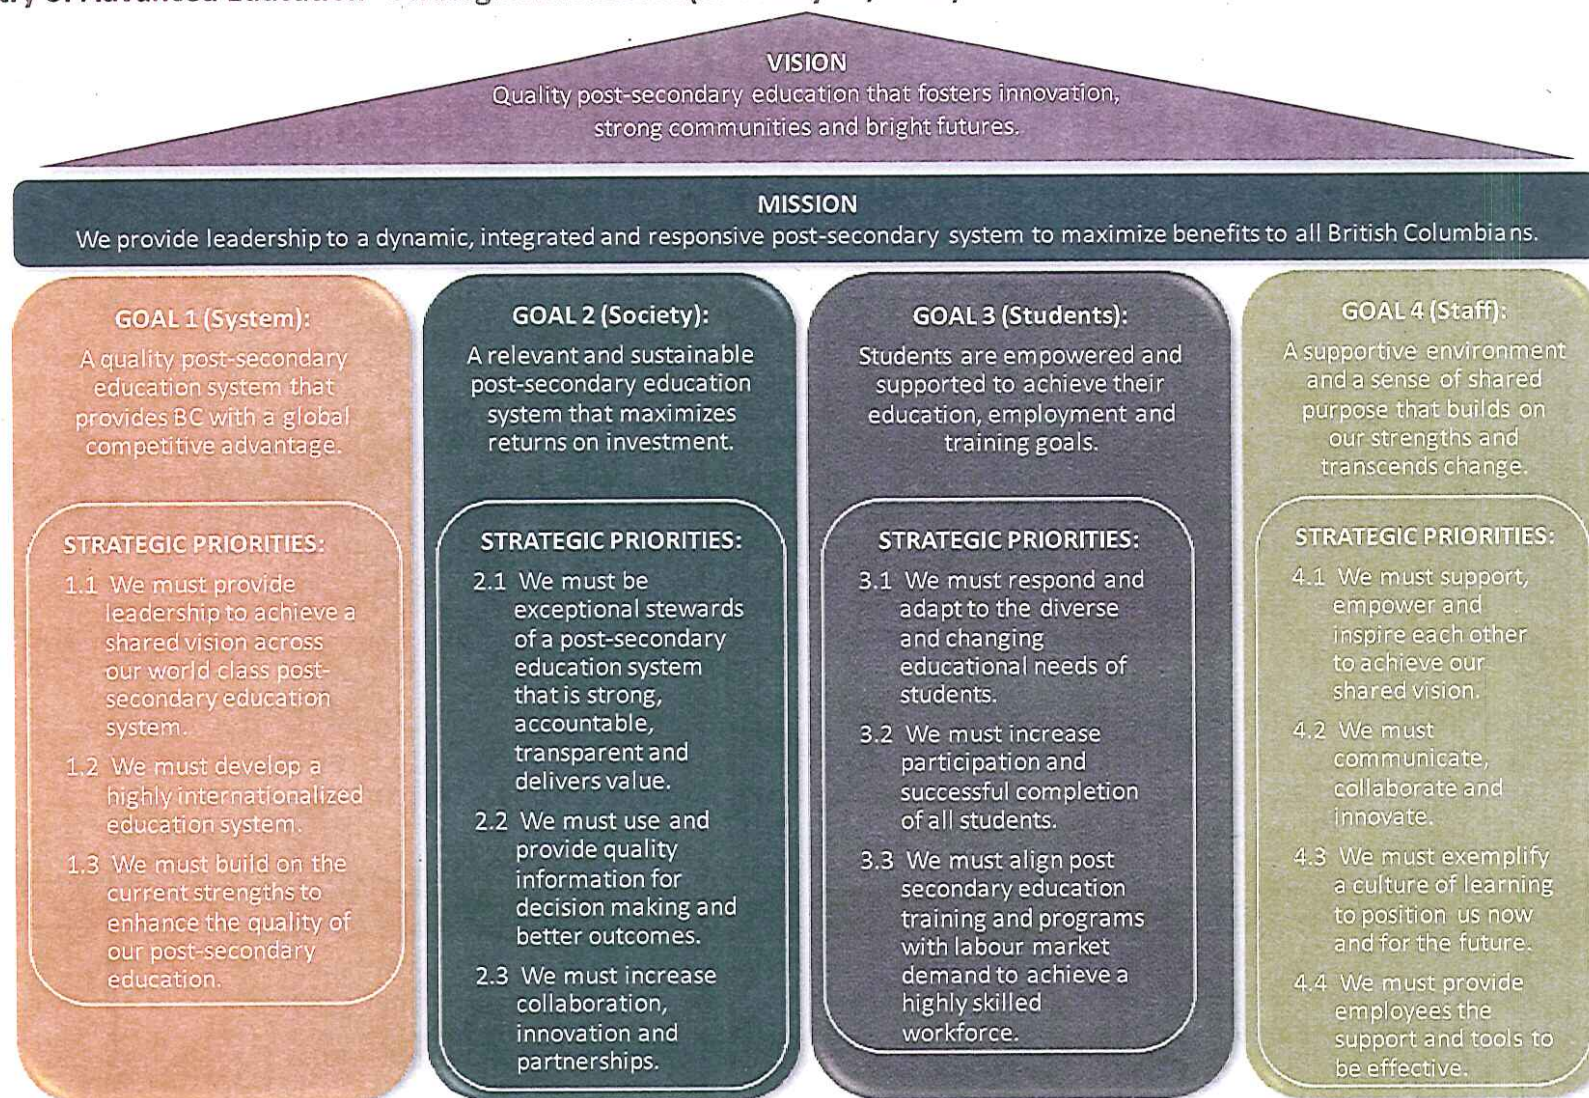 VISION
Quality post-secondary education that fosters innovation,
strong communities and bright futures.
MISSION
We provide leadership to a dynamic, integrated and responsive post-secondary system to maximize benefits to all British Columbians.
GOAL 1 (System):
A quality post-secondary
education system that
provides BC with a global
competitive advantage.
STRATEGIC PRIORITIES:
1.1 We must provide
leadership to achieve a
shared vision across
our world class post-
secondary education
system.
1.2 We must develop a
highly internationalized
education system.
1.3 We must build on the
current strengths to
enhance the quality of
our post-secondary
education.
GOAL 2 (Society):
A relevant and sustainable
post-secondary education
system that maximizes
returns on investment.
STRATEGIC PRIORITIES:
2.1 We must be
exceptional stewards
of a post-secondary
education system
that is strong,
accountable,
transparent and
delivers value.
2.2 We must use and
provide quality
information for
decision making and
better outcomes.
2.3 We must increase
collaboration,
innovation and
partnerships.
GOAL 3 (Students):
Students are empowered and
supported to achieve their
education, employment and
training goals.
STRATEGIC PRIORITIES:
3.1 We must respond and
adapt to the diverse
and changing
educational needs of
students.
3.2 We must increase
participation and
successful completion
of all students.
3.3 We must align post
secondary education
training and programs
with labour market
demand to achieve a
highly skilled
workforce.
GOAL 4 (Staff):
A supportive environment
and a sense of shared
purpose that builds on
our strengths and
transcends change.
STRATEGIC PRIORITIES:
4.1 We must support,
empower and
inspire each other
to achieve our
shared vision.
4.2 We must
communicate,
collaborate and
innovate.
4.3 We must exemplify
a culture of learning
to position us now
and for the future.
4.4 We must provide
employees the
support and tools to
be effective.